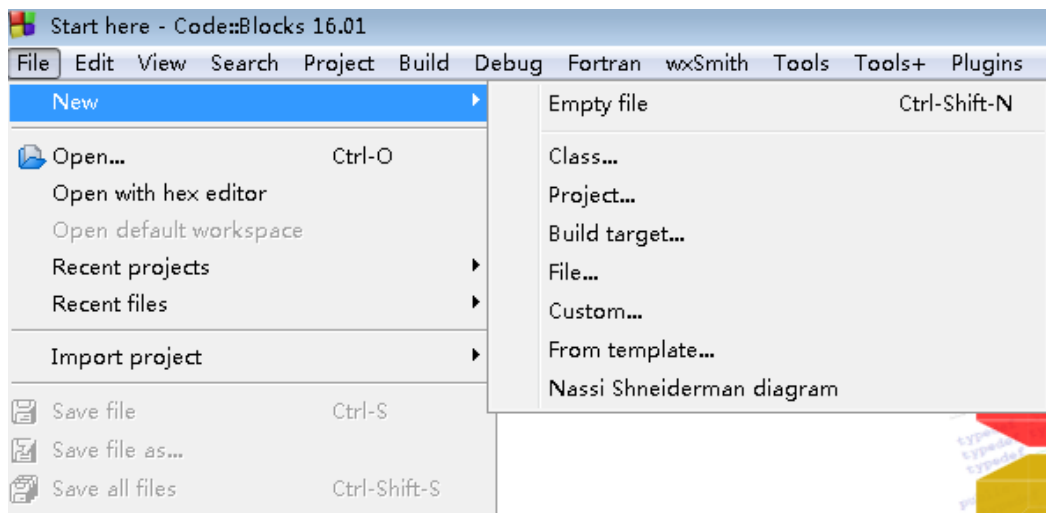 Start here - Code::Blocks 16.01
File Edit View Search Project Build Debug Fortran wxSmith Tools Tools+ Plugins
New
Open... Ctrl-O
Open with hex editor
Open default workspace
Recent projects
Recent files
Import project
Save file Ctrl-S
Save file as...
Save all files Ctrl-Shift-S
Empty file Ctrl-Shift-N
Class...
Project...
Build target...
File...
Custom...
From template...
Nassi Shneiderman diagram
typedef
typedef